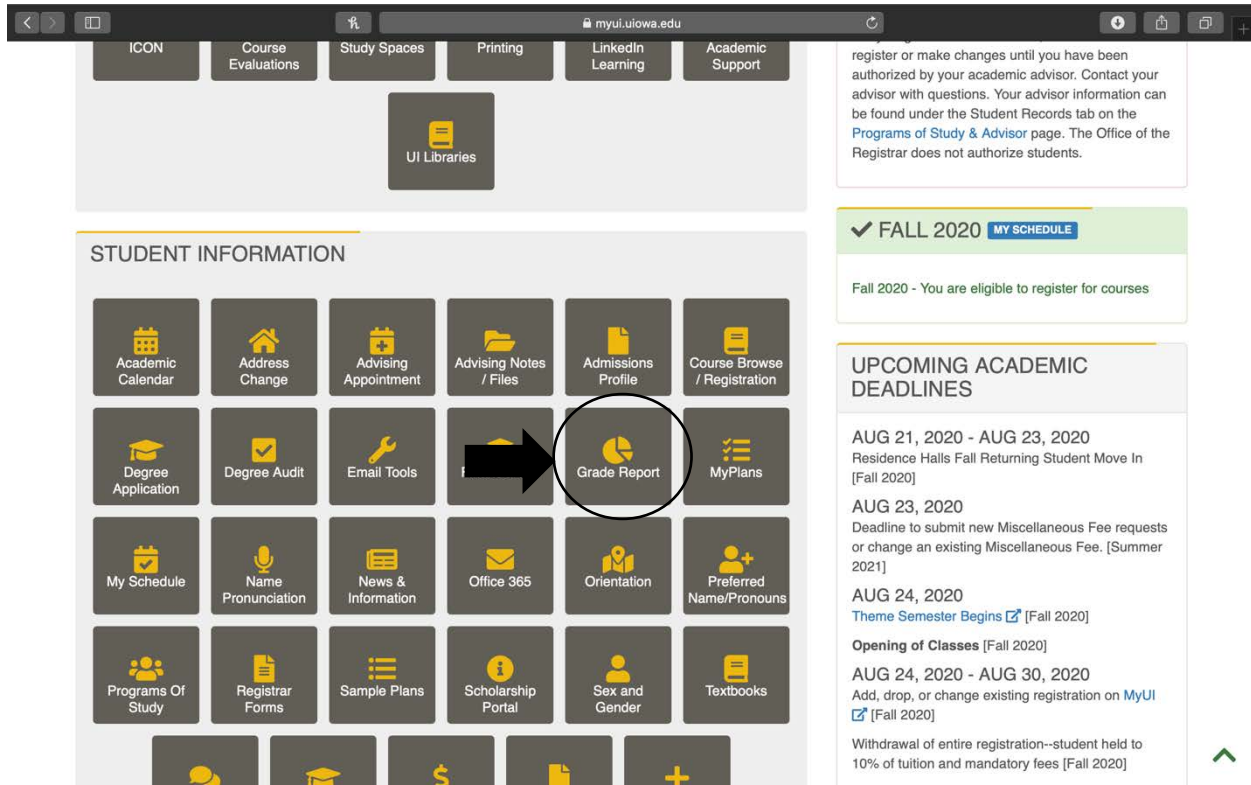 myui.uiowa.edu
ICON
Course
Evaluations
Study Spaces
Printing
LinkedIn
Learning
Academic
Support
UI Libraries
STUDENT INFORMATION
Academic
Calendar
Address
Change
Advising
Appointment
Advising Notes
/ Files
Admissions
Profile
Course Browse
/ Registration
Degree
Application
Degree Audit
Email Tools
Grade Report
MyPlans
My Schedule
Name
Pronunciation
News &
Information
Office 365
Orientation
Preferred
Name/Pronouns
Programs Of
Study
Registrar
Forms
Sample Plans
Scholarship
Portal
Sex and
Gender
Textbooks
register or make changes until you have been
authorized by your academic advisor. Contact your
advisor with questions. Your advisor information can
be found under the Student Records tab on the
Programs of Study & Advisor page. The Office of the
Registrar does not authorize students.
FALL 2020 MY SCHEDULE
Fall 2020 - You are eligible to register for courses
UPCOMING ACADEMIC
DEADLINES
AUG 21, 2020 - AUG 23, 2020
Residence Halls Fall Returning Student Move In
[Fall 2020]
AUG 23, 2020
Deadline to submit new Miscellaneous Fee requests
or change an existing Miscellaneous Fee. [Summer
2021]
AUG 24, 2020
Theme Semester Begins [Fall 2020]
Opening of Classes [Fall 2020]
AUG 24, 2020 - AUG 30, 2020
Add, drop, or change existing registration on MyUI
[Fall 2020]
Withdrawal of entire registration--student held to
10% of tuition and mandatory fees [Fall 2020]